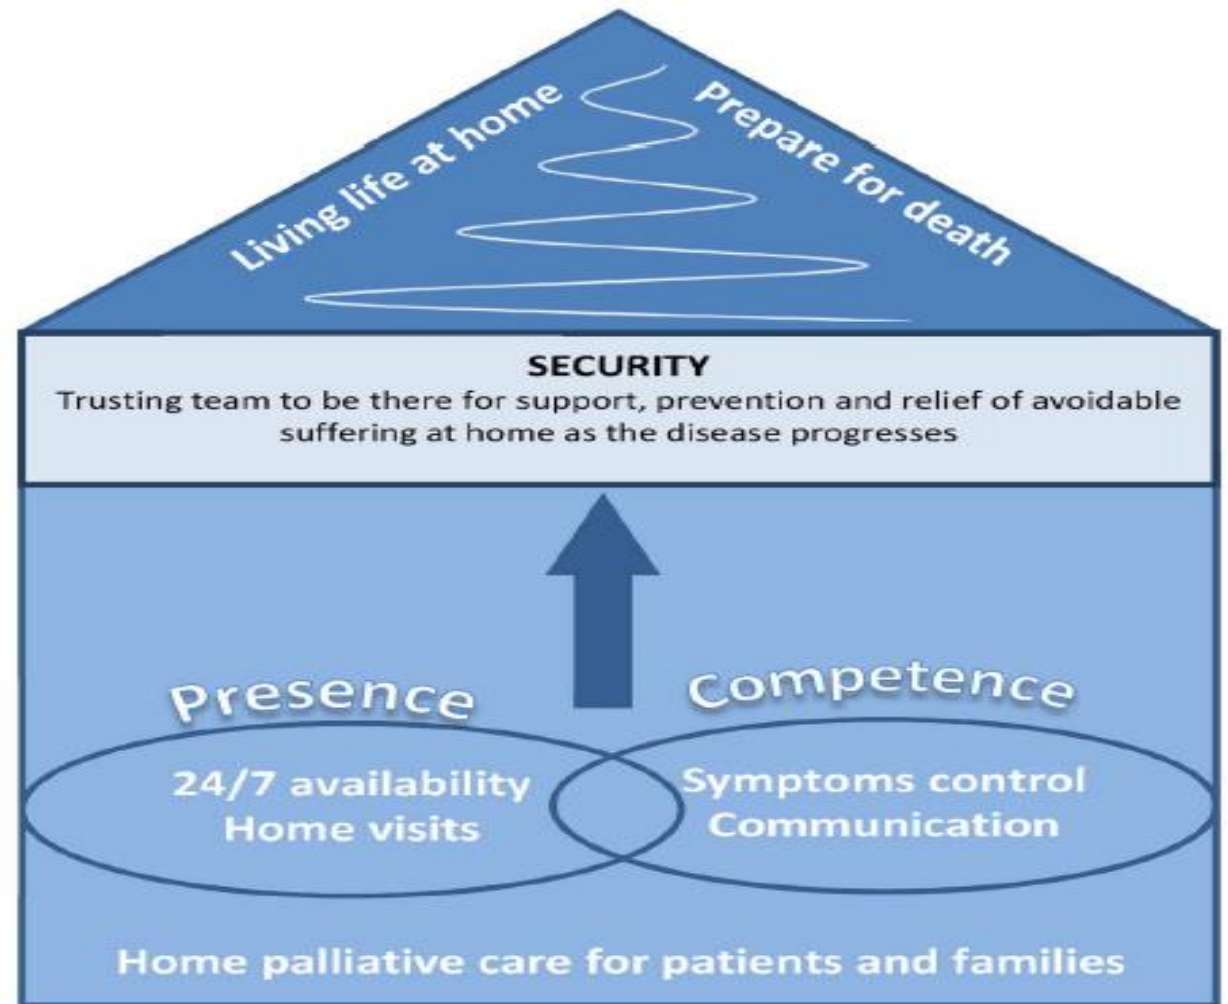 Living life at home
Prepare for death
SECURITY
Trusting team to be there for support, prevention and relief of avoidable
suffering at home as the disease progresses
Presence
Competence
24/7 availability
Home visits
Symptoms control
Communication
Home palliative care for patients and families